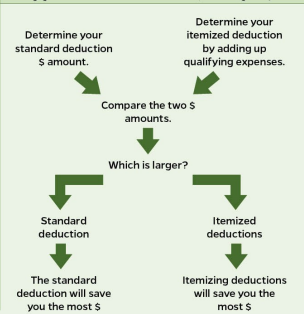 Determine your
standard deduction
$ amount.
Determine your
itemized deduction
by adding up
qualifying expenses.
Compare the two $
amounts.
Which is larger?
Standard
deduction
Itemized
deductions
The standard
deduction will save
you the most $
Itemizing deductions
will save you the
most $